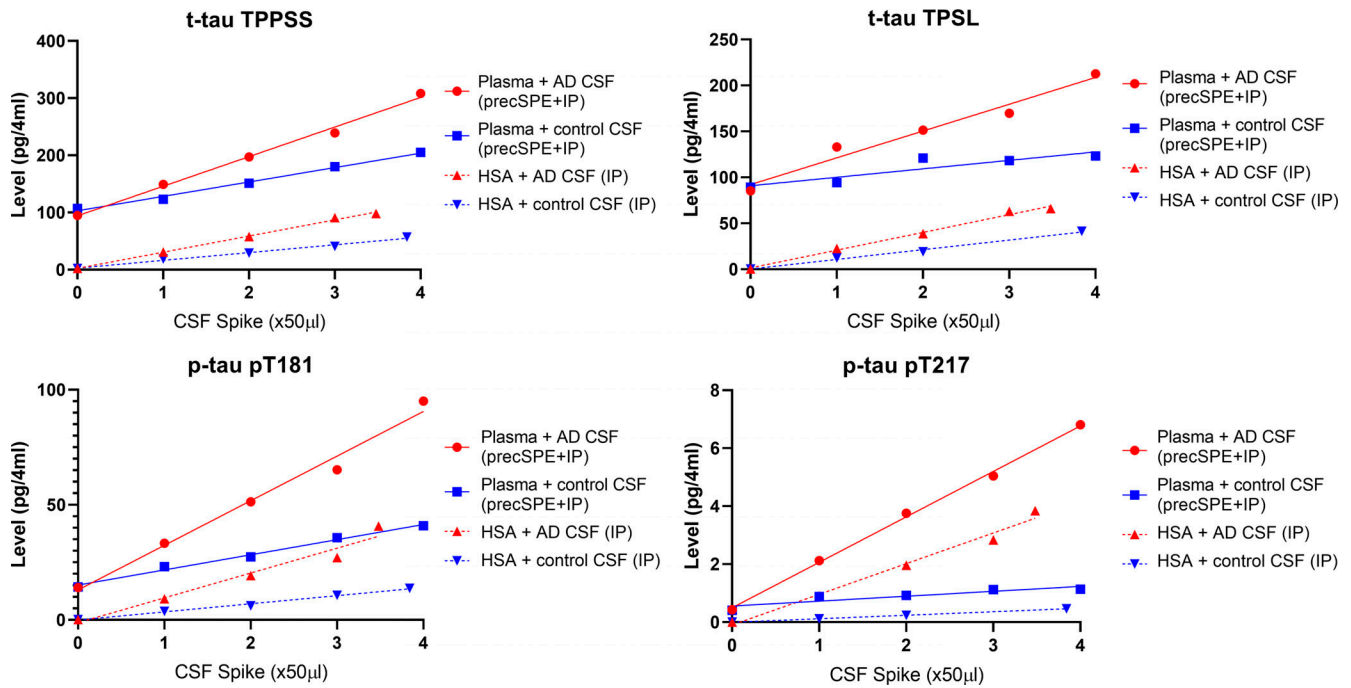 t-tau TPPSS
400
300
200
100
0
Level (pg/4ml)
0 1 2 3 4
CSF Spike (x50µl)
Plasma + AD CSF
(precSPE+IP)
Plasma + control CSF
(precSPE+IP)
HSA + AD CSF (IP)
HSA + control CSF (IP)
t-tau TPSL
250
200
150
100
50
0
Level (pg/4ml)
0 1 2 3 4
CSF Spike (x50µl)
Plasma + AD CSF
(precSPE+IP)
Plasma + control CSF
(precSPE+IP)
HSA + AD CSF (IP)
HSA + control CSF (IP)
p-tau pT181
100
50
0
Level (pg/4ml)
0 1 2 3 4
CSF Spike (x50µl)
Plasma + AD CSF
(precSPE+IP)
Plasma + control CSF
(precSPE+IP)
HSA + AD CSF (IP)
HSA + control CSF (IP)
p-tau pT217
8
6
4
2
0
Level (pg/4ml)
0 1 2 3 4
CSF Spike (x50µl)
Plasma + AD CSF
(precSPE+IP)
Plasma + control CSF
(precSPE+IP)
HSA + AD CSF (IP)
HSA + control CSF (IP)